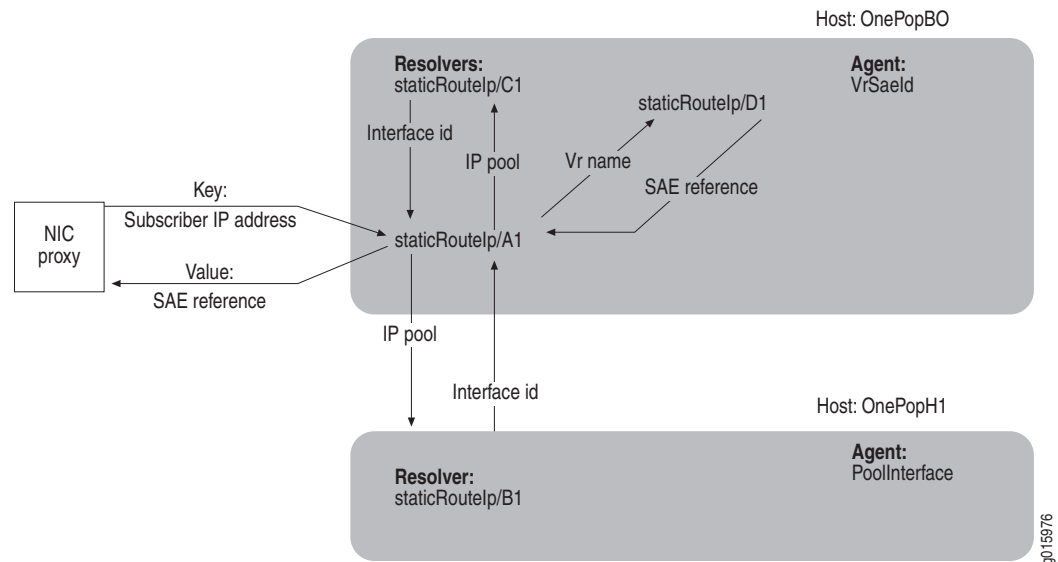 Host: OnePopBO
Resolvers:
staticRouteIp/C1
Agent:
VrSaeId
staticRouteIp/D1
Interface id
IP pool
Vr name
SAE reference
Key:
Subscriber IP address
NIC
proxy
staticRouteIp/A1
Value:
SAE reference
IP pool
Interface id
Host: OnePopH1
Agent:
PoolInterface
Resolver:
staticRouteIp/B1
g015976